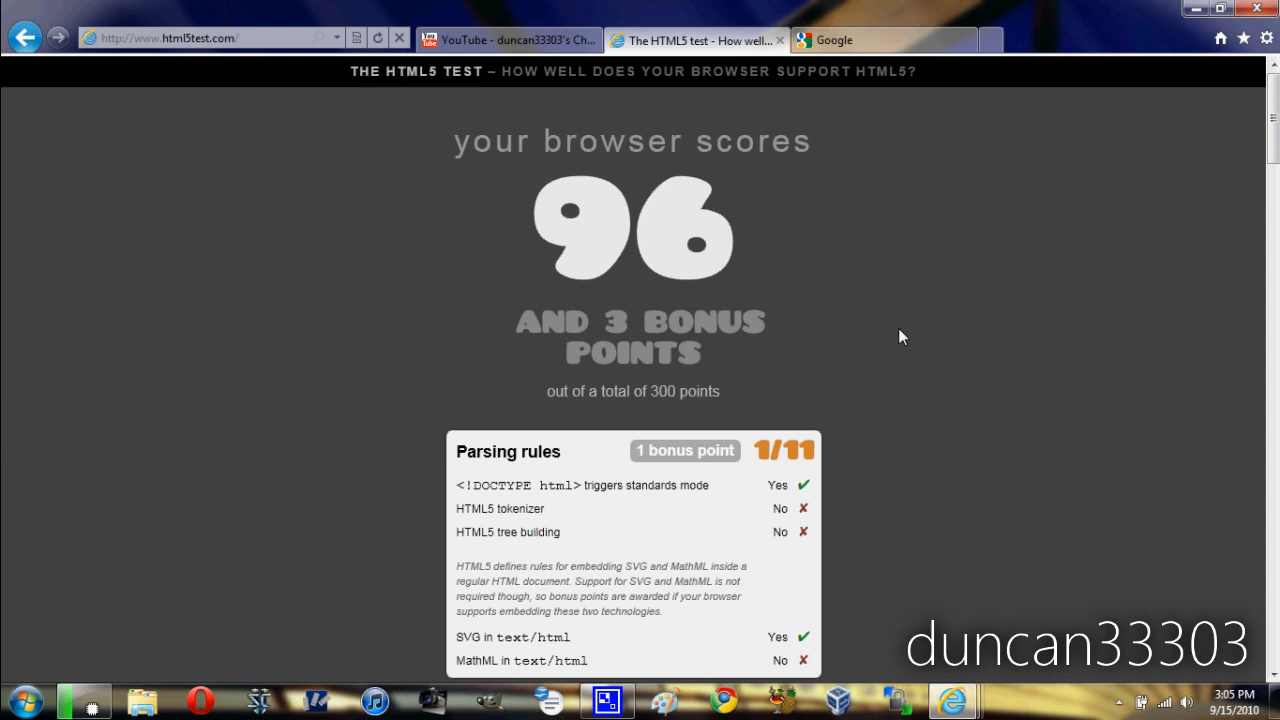 http://www.html5test.com/
YouTube - duncan33303's Ch...
The HTML5 test - How well...
Google
THE HTML5 TEST – HOW WELL DOES YOUR BROWSER SUPPORT HTML5?
your browser scores
96
AND 3 BONUS
POINTS
out of a total of 300 points
Parsing rules 1 bonus point 1/11
<!DOCTYPE html> triggers standards mode Yes ✔
HTML5 tokenizer No ✘
HTML5 tree building No ✘
HTML5 defines rules for embedding SVG and MathML inside a
regular HTML document. Support for SVG and MathML is not
required though, so bonus points are awarded if your browser
supports embedding these two technologies.
SVG in text/html Yes ✔
MathML in text/html No ✘
duncan33303
3:05 PM
9/15/2010